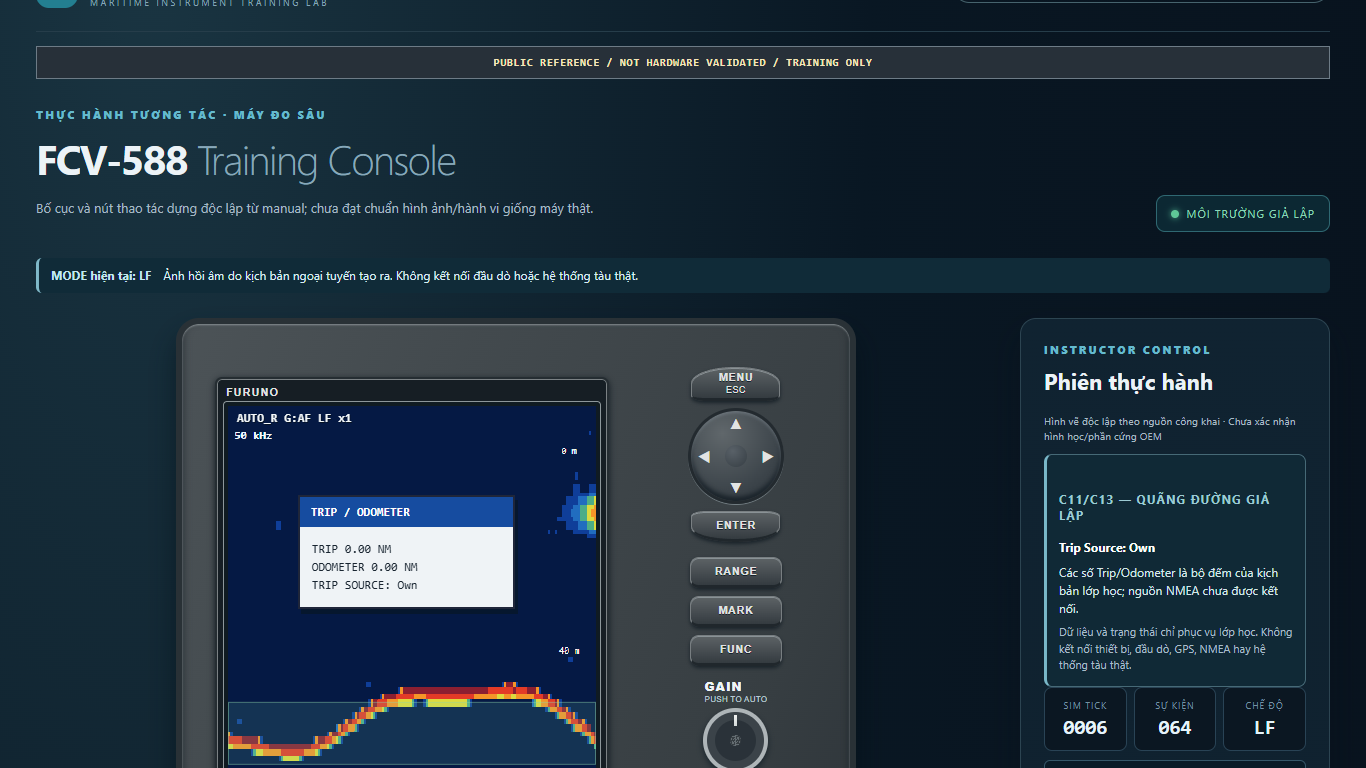 MARITIME INSTRUMENT TRAINING LAB
PUBLIC REFERENCE / NOT HARDWARE VALIDATED / TRAINING ONLY
THỰC HÀNH TƯƠNG TÁC · MÁY ĐO SÂU
FCV-588 Training Console
Bố cục và nút thao tác dựng độc lập từ manual; chưa đạt chuẩn hình ảnh/hành vi giống máy thật.
MÔI TRƯỜNG GIẢ LẬP
MODE hiện tại: LF Ảnh hồi âm do kịch bản ngoại tuyến tạo ra. Không kết nối đầu dò hoặc hệ thống tàu thật.
FURUNO
AUTO_R G:AF LF x1
50 kHz
0 m
TRIP / ODOMETER
TRIP 0.00 NM
ODOMETER 0.00 NM
TRIP SOURCE: Own
40 m
MENU
ESC
ENTER
RANGE
MARK
FUNC
GAIN
PUSH TO AUTO
INSTRUCTOR CONTROL
Phiên thực hành
Hình vẽ độc lập theo nguồn công khai · Chưa xác nhận
hình học/phần cứng OEM
C11/C13 — QUÃNG ĐƯỜNG GIẢ
LẬP
Trip Source: Own
Các số Trip/Odometer là bộ đếm của kịch
bản lớp học; nguồn NMEA chưa được kết
nối.
Dữ liệu và trạng thái chỉ phục vụ lớp học. Không
kết nối thiết bị, đầu dò, GPS, NMEA hay hệ
thống tàu thật.
SIM TICK
0006
SỰ KIỆN
064
CHẾ ĐỘ
LF